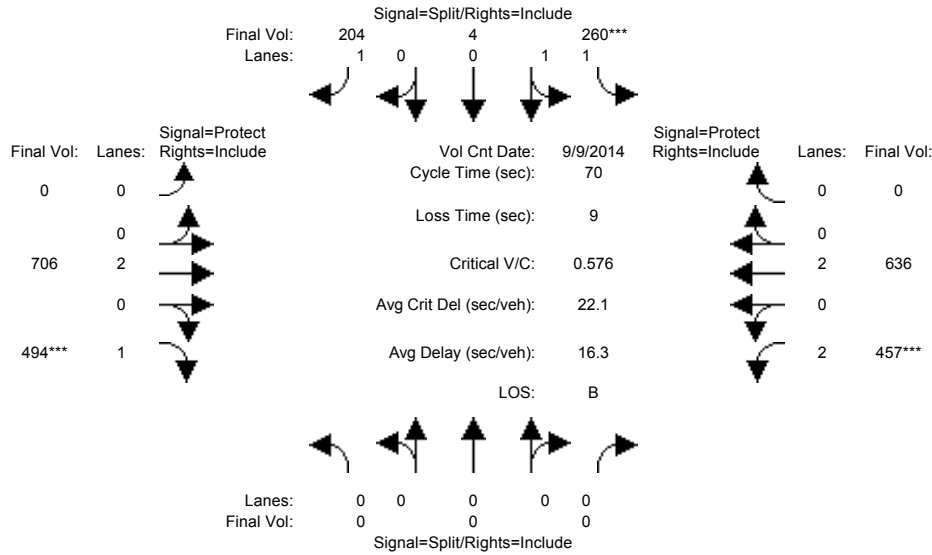 Signal=Split/Rights=Include
Final Vol: 204 4 260***
Lanes: 1 0 0 1 1
Signal=Protect
Final Vol: Lanes: Rights=Include
Vol Cnt Date: 9/9/2014
Signal=Protect
Rights=Include Lanes: Final Vol:
Cycle Time (sec): 70
0 0
0 0
Loss Time (sec): 9
0
0
706 2
Critical V/C: 0.576
2 636
0
Avg Crit Del (sec/veh): 22.1
0
494*** 1
Avg Delay (sec/veh): 16.3
2 457***
LOS: B
Lanes: 0 0 0 0 0
Final Vol: 0 0 0
Signal=Split/Rights=Include